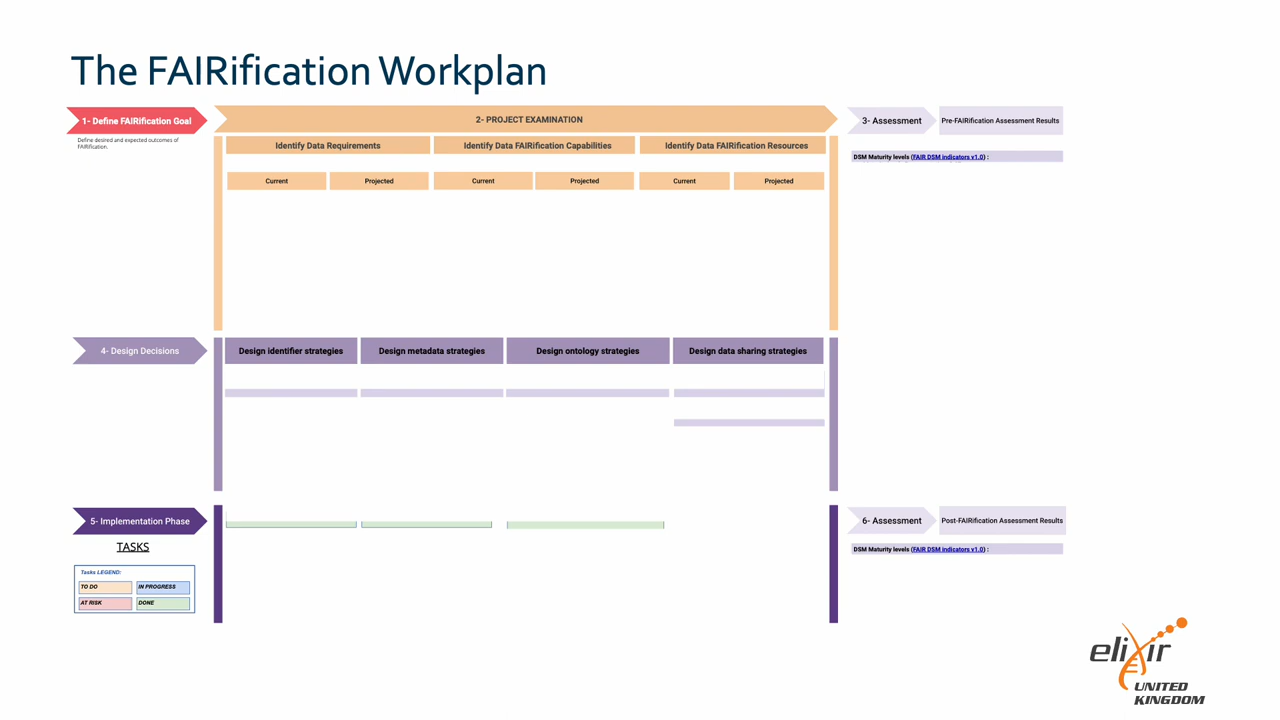 The FAIRification Workplan
1- Define FAIRification Goal
Define desired and expected outcomes of
FAIRification.
2- PROJECT EXAMINATION
Identify Data Requirements
Identify Data FAIRification Capabilities
Identify Data FAIRification Resources
Current
Projected
Current
Projected
Current
Projected
3- Assessment
Pre-FAIRification Assessment Results
DSM Maturity levels (FAIR DSM indicators v1.0) :
4- Design Decisions
Design identifier strategies
Design metadata strategies
Design ontology strategies
Design data sharing strategies
5- Implementation Phase
TASKS
Tasks LEGEND:
TO DO
IN PROGRESS
AT RISK
DONE
6- Assessment
Post-FAIRification Assessment Results
DSM Maturity levels (FAIR DSM indicators v1.0) :
elixir
UNITED
KINGDOM